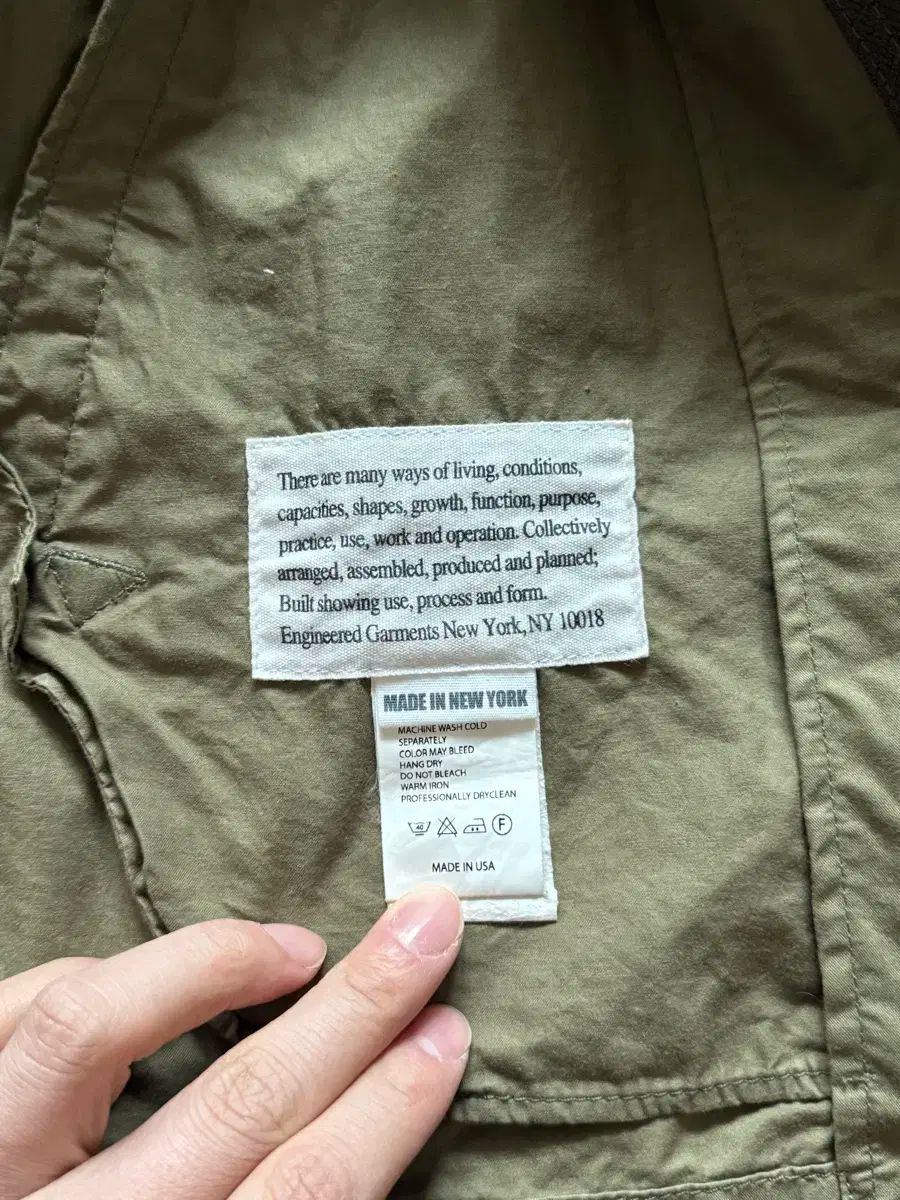 There are many ways of living, conditions,
capacities, shapes, growth, function, purpose,
practice, use, work and operation. Collectively
arranged, assembled, produced and planned;
Built showing use, process and form.
Engineered Garments New York, NY 10018
MADE IN NEW YORK
MACHINE WASH COLD
SEPARATELY
COLOR MAY BLEED
HANG DRY
DO NOT BLEACH
WARM IRON
PROFESSIONALLY DRYCLEAN
40 F
MADE IN USA